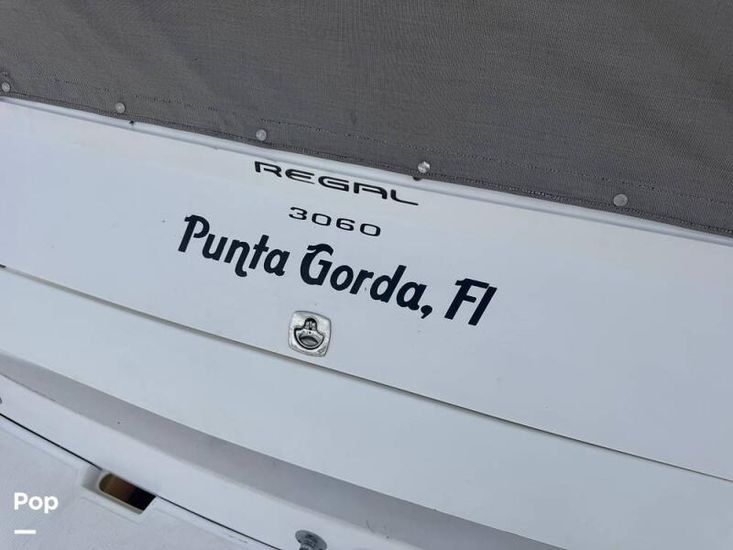 REGAL
3060
Punta Gorda, Fl
Pop